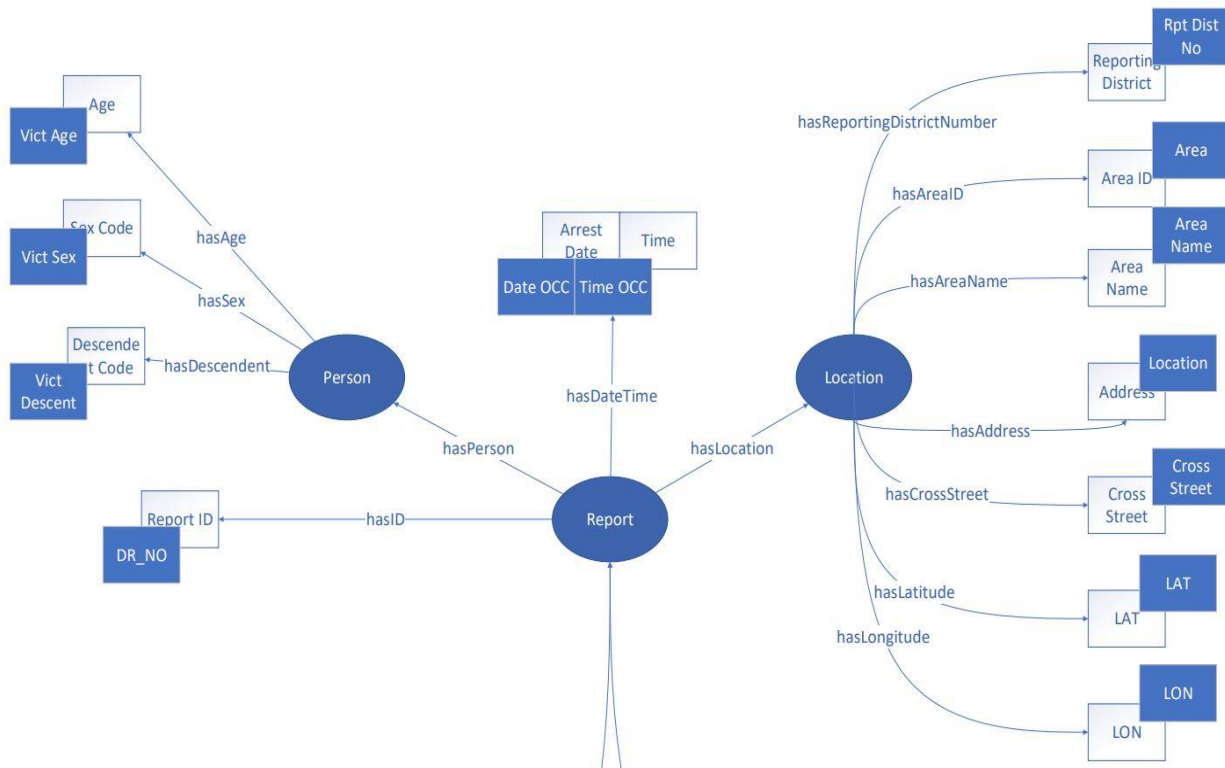 Rpt Dist
No
Reporting
District
hasReportingDistrictNumber
Age
Vict Age
Area
Area ID
hasAreaID
Sex Code
Vict Sex
hasAge
hasSex
Arrest
Date
Time
Date OCC
Time OCC
Area
Name
Area
Name
hasAreaName
Descende
t Code
Vict
Descent
hasDescendent
Person
Location
Location
Address
hasAddress
hasDateTime
hasPerson
hasLocation
Cross
Street
Cross
Street
hasCrossStreet
Report ID
DR_NO
hasID
Report
LAT
LAT
hasLatitude
hasLongitude
LON
LON